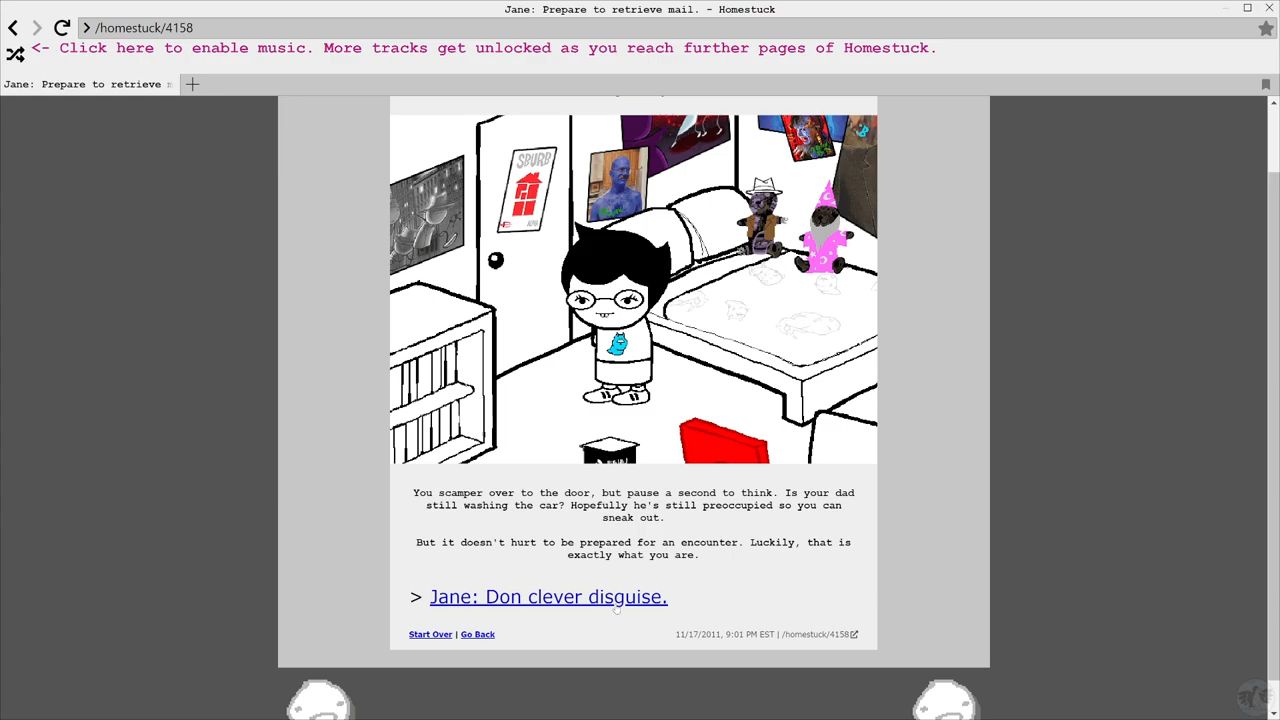 Jane: Prepare to retrieve mail. - Homestuck
/homestuck/4158
<- Click here to enable music. More tracks get unlocked as you reach further pages of Homestuck.
Jane: Prepare to retrieve
SBURB
You scamper over to the door, but pause a second to think. Is your dad
still washing the car? Hopefully he's still preoccupied so you can
sneak out.
But it doesn't hurt to be prepared for an encounter. Luckily, that is
exactly what you are.
> Jane: Don clever disguise.
Start Over | Go Back
11/17/2011, 9:01 PM EST | /homestuck/4158